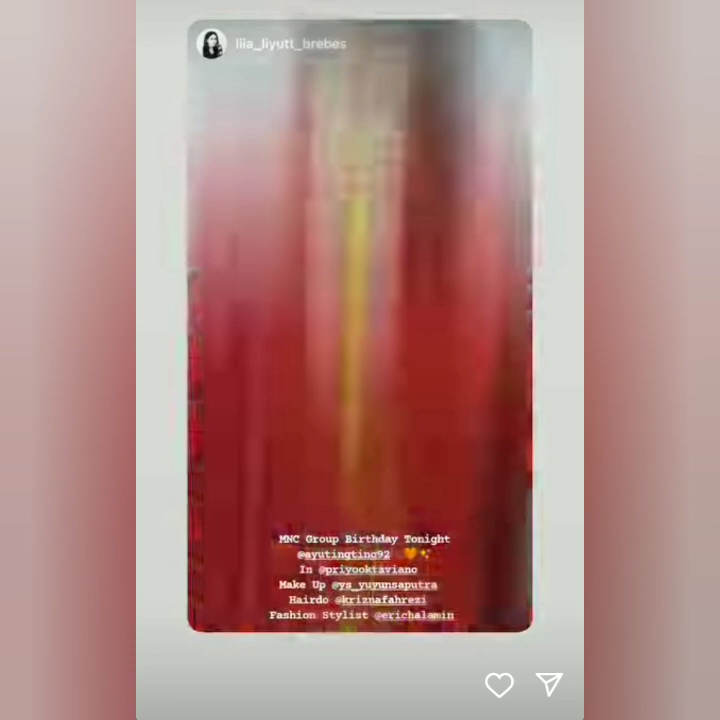 liia_liyutt_brebes
MNC Group Birthday Tonight
@ayutingting92 🧡✨
In @priyooktaviano
Make Up @ys_yuyunsaputra
Hairdo @kriznafahrezi
Fashion Stylist @erichalamin